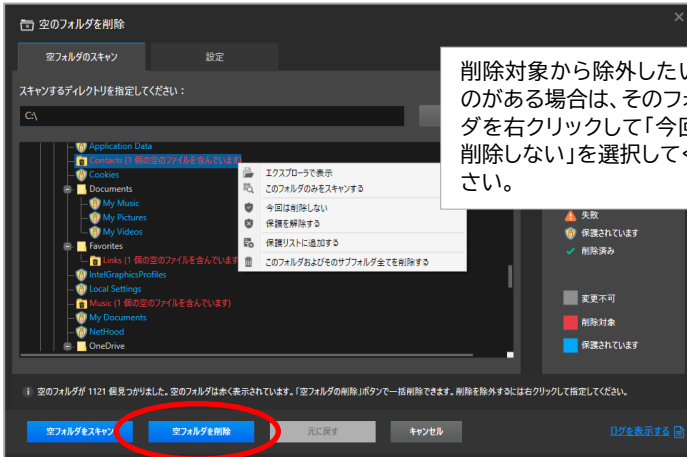 空のフォルダを削除
空フォルダのスキャン
設定
スキャンするディレクトリを指定してください：
C:\
削除対象から除外したい
のがある場合は、そのフォ
ダを右クリックして「今回
削除しない」を選択してく
さい。
Application Data
Contacts (1 個の空のファイルを含んでいます)
Cookies
Documents
My Music
My Pictures
My Videos
Favorites
Links (1 個の空のファイルを含んでいます
IntelGraphicsProfiles
Local Settings
Music (1 個の空のファイルを含んでいます)
My Documents
NetHood
OneDrive
エクスプローラで表示
このフォルダのみをスキャンする
今回は削除しない
保護を解除する
保護リストに追加する
このフォルダおよびそのサブフォルダ全てを削除する
失敗
保護されています
削除済み
変更不可
削除対象
保護されています
空のフォルダが 1121 個見つかりました。空のフォルダは赤く表示されています。「空フォルダの削除」ボタンで一括削除できます。削除を除外するには右クリックして指定してください。
空フォルダをスキャン
空フォルダを削除
元に戻す
キャンセル
ログを表示する